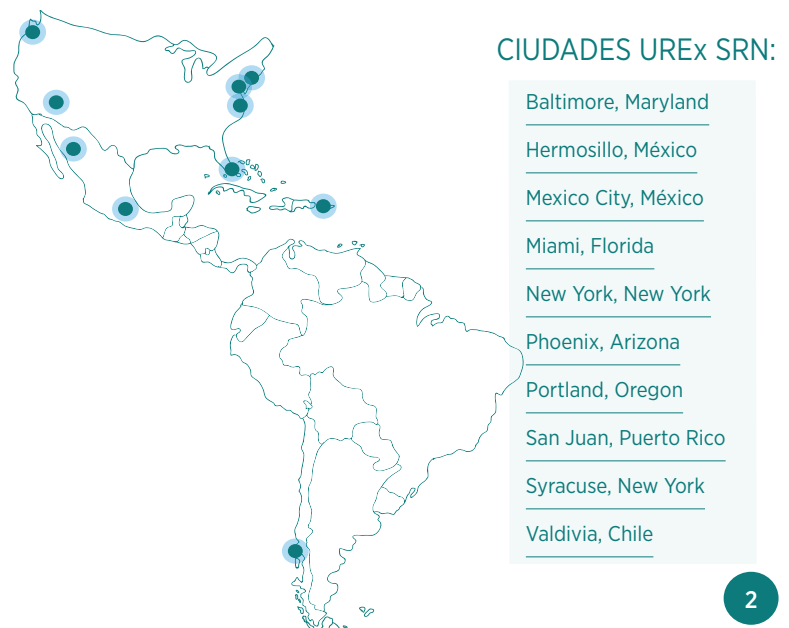 CIUDADES UREx SRN:
Baltimore, Maryland
Hermosillo, México
Mexico City, México
Miami, Florida
New York, New York
Phoenix, Arizona
Portland, Oregon
San Juan, Puerto Rico
Syracuse, New York
Valdivia, Chile
2